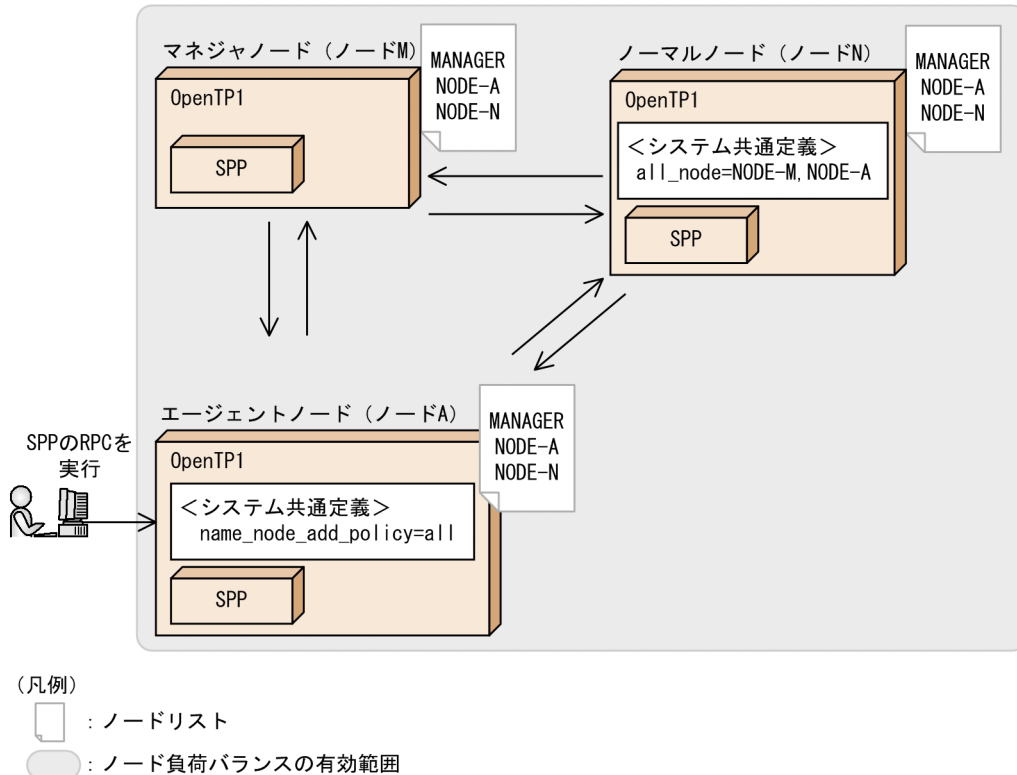 マネジャノード（ノードM）
MANAGER
NODE-A
NODE-N
OpenTP1
SPP
ノーマルノード（ノードN）
MANAGER
NODE-A
NODE-N
OpenTP1
＜システム共通定義＞
all_node=NODE-M,NODE-A
SPP
エージェントノード（ノードA）
MANAGER
NODE-A
NODE-N
SPPのRPCを
実行
OpenTP1
＜システム共通定義＞
name_node_add_policy=all
SPP
（凡例）
：ノードリスト
：ノード負荷バランスの有効範囲